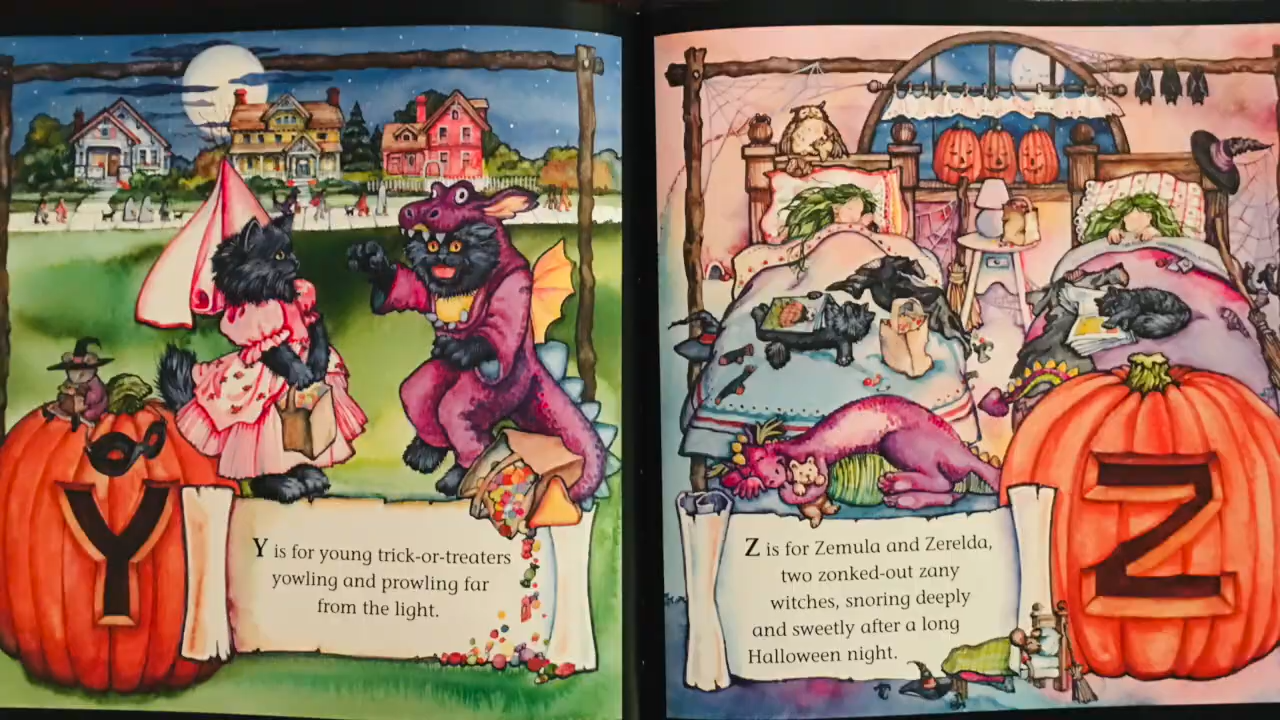 Y
Y is for young trick-or-treaters
yowling and prowling far
from the light.
Z is for Zemula and Zerelda,
two zonked-out zany
witches, snoring deeply
and sweetly after a long
Halloween night.
Z